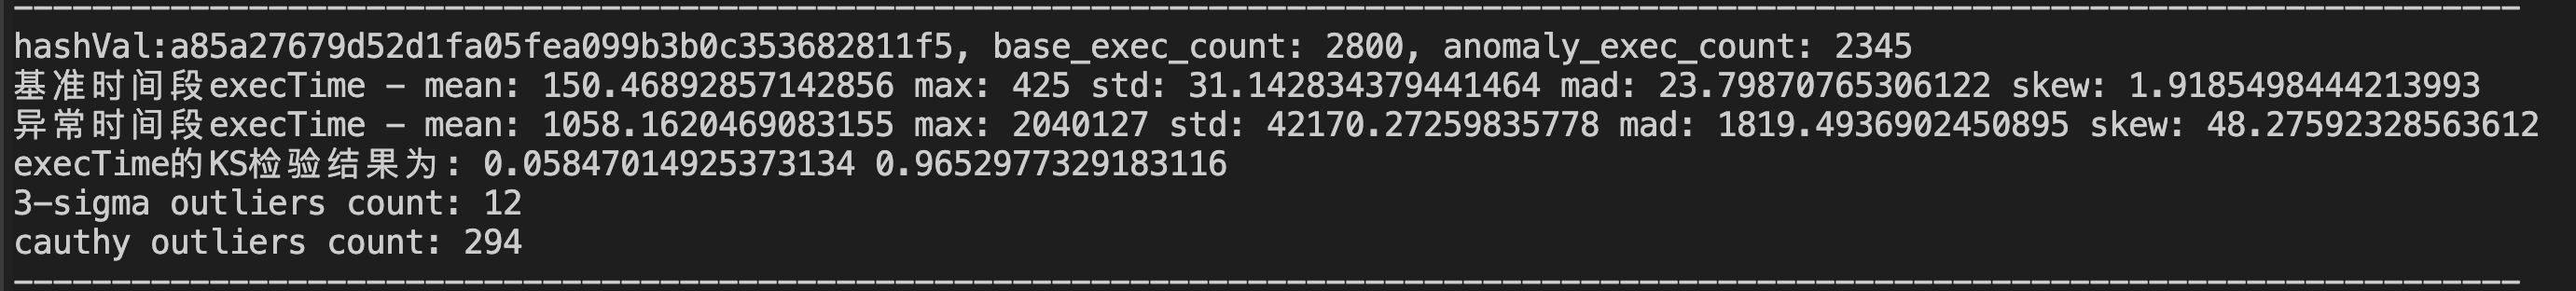 hashVal:a85a27679d52d1fa05fea099b3b0c353682811f5, base_exec_count: 2800, anomaly_exec_count: 2345
基准时间段execTime - mean: 150.46892857142856 max: 425 std: 31.142834379441464 mad: 23.79870765306122 skew: 1.9185498444213993
异常时间段execTime - mean: 1058.1620469083155 max: 2040127 std: 42170.27259835778 mad: 1819.4936902450895 skew: 48.27592328563612
execTime的KS检验结果为: 0.05847014925373134 0.9652977329183116
3-sigma outliers count: 12
cauthy outliers count: 294